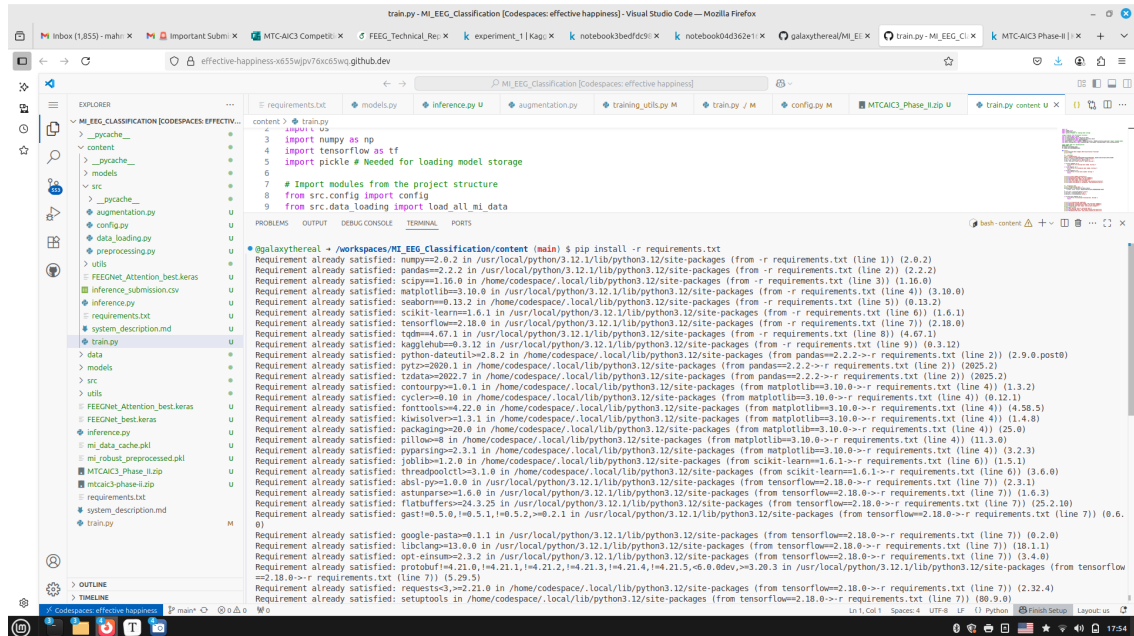 train.py - MI_EEG_Classification [Codespaces: effective happiness] - Visual Studio Code — Mozilla Firefox
Inbox (1,855) - mahm
Important Submi
MTC-AIC3 Competiti
FEEG_Technical_Rep
experiment_1 | Kagg
notebook3bedfdc98
notebook04d362e16
galaxythereal/MI_EE
train.py - MI_EEG_Cl
MTC-AIC3 Phase-II |
effective-happiness-x655wjpv76xc65wq.github.dev
MI_EEG_Classification [Codespaces: effective happiness]
EXPLORER
MI_EEG_CLASSIFICATION [CODESPACES: EFFECTIV...
__pycache__
content
__pycache__
models U
src
__pycache__
augmentation.py U
config.py U
data_loading.py U
preprocessing.py U
utils
FEEGNet_Attention_best.keras U
inference_submission.csv U
inference.py U
requirements.txt U
system_description.md U
train.py U
data
models
src
utils
FEEGNet_Attention_best.keras U
FEEGNet_best.keras U
inference.py U
mi_data_cache.pkl U
mi_robust_preprocessed.pkl U
MTCAIC3_Phase_II.zip U
mtcaic3-phase-ii.zip U
requirements.txt
system_description.md
train.py M
OUTLINE
TIMELINE
requirements.txt
models.py
inference.py U
augmentation.py
training_utils.py M
train.py ./ M
config.py M
MTCAIC3_Phase_II.zip U
train.py content U
content > train.py
2 import os
3 import numpy as np
4 import tensorflow as tf
5 import pickle # Needed for loading model storage
6
7 # Import modules from the project structure
8 from src.config import config
9 from src.data_loading import load_all_mi_data
PROBLEMS OUTPUT DEBUG CONSOLE TERMINAL PORTS
bash - content
@galaxythereal → /workspaces/MI_EEG_Classification/content (main) $ pip install -r requirements.txt
Requirement already satisfied: numpy==2.0.2 in /usr/local/python/3.12.1/lib/python3.12/site-packages (from -r requirements.txt (line 1)) (2.0.2)
Requirement already satisfied: pandas==2.2.2 in /usr/local/python/3.12.1/lib/python3.12/site-packages (from -r requirements.txt (line 2)) (2.2.2)
Requirement already satisfied: scipy==1.16.0 in /home/codespace/.local/lib/python3.12/site-packages (from -r requirements.txt (line 3)) (1.16.0)
Requirement already satisfied: matplotlib==3.10.0 in /usr/local/python/3.12.1/lib/python3.12/site-packages (from -r requirements.txt (line 4)) (3.10.0)
Requirement already satisfied: seaborn==0.13.2 in /home/codespace/.local/lib/python3.12/site-packages (from -r requirements.txt (line 5)) (0.13.2)
Requirement already satisfied: scikit-learn==1.6.1 in /usr/local/python/3.12.1/lib/python3.12/site-packages (from -r requirements.txt (line 6)) (1.6.1)
Requirement already satisfied: tensorflow==2.18.0 in /usr/local/python/3.12.1/lib/python3.12/site-packages (from -r requirements.txt (line 7)) (2.18.0)
Requirement already satisfied: tqdm==4.67.1 in /usr/local/python/3.12.1/lib/python3.12/site-packages (from -r requirements.txt (line 8)) (4.67.1)
Requirement already satisfied: kagglehub==0.3.12 in /usr/local/python/3.12.1/lib/python3.12/site-packages (from -r requirements.txt (line 9)) (0.3.12)
Requirement already satisfied: python-dateutil>=2.8.2 in /home/codespace/.local/lib/python3.12/site-packages (from pandas==2.2.2->-r requirements.txt (line 2)) (2.9.0.post0)
Requirement already satisfied: pytz>=2020.1 in /home/codespace/.local/lib/python3.12/site-packages (from pandas==2.2.2->-r requirements.txt (line 2)) (2025.2)
Requirement already satisfied: tzdata>=2022.7 in /home/codespace/.local/lib/python3.12/site-packages (from pandas==2.2.2->-r requirements.txt (line 2)) (2025.2)
Requirement already satisfied: contourpy>=1.0.1 in /home/codespace/.local/lib/python3.12/site-packages (from matplotlib==3.10.0->-r requirements.txt (line 4)) (1.3.2)
Requirement already satisfied: cycler>=0.10 in /home/codespace/.local/lib/python3.12/site-packages (from matplotlib==3.10.0->-r requirements.txt (line 4)) (0.12.1)
Requirement already satisfied: fonttools>=4.22.0 in /home/codespace/.local/lib/python3.12/site-packages (from matplotlib==3.10.0->-r requirements.txt (line 4)) (4.58.5)
Requirement already satisfied: kiwisolver>=1.3.1 in /home/codespace/.local/lib/python3.12/site-packages (from matplotlib==3.10.0->-r requirements.txt (line 4)) (1.4.8)
Requirement already satisfied: packaging>=20.0 in /home/codespace/.local/lib/python3.12/site-packages (from matplotlib==3.10.0->-r requirements.txt (line 4)) (25.0)
Requirement already satisfied: pillow>=8 in /home/codespace/.local/lib/python3.12/site-packages (from matplotlib==3.10.0->-r requirements.txt (line 4)) (11.3.0)
Requirement already satisfied: pyparsing>=2.3.1 in /home/codespace/.local/lib/python3.12/site-packages (from matplotlib==3.10.0->-r requirements.txt (line 4)) (3.2.3)
Requirement already satisfied: joblib>=1.2.0 in /home/codespace/.local/lib/python3.12/site-packages (from scikit-learn==1.6.1->-r requirements.txt (line 6)) (1.5.1)
Requirement already satisfied: threadpoolctl>=3.1.0 in /home/codespace/.local/lib/python3.12/site-packages (from scikit-learn==1.6.1->-r requirements.txt (line 6)) (3.6.0)
Requirement already satisfied: absl-py>=1.0.0 in /usr/local/python/3.12.1/lib/python3.12/site-packages (from tensorflow==2.18.0->-r requirements.txt (line 7)) (2.3.1)
Requirement already satisfied: astunparse>=1.6.0 in /usr/local/python/3.12.1/lib/python3.12/site-packages (from tensorflow==2.18.0->-r requirements.txt (line 7)) (1.6.3)
Requirement already satisfied: flatbuffers>=24.3.25 in /usr/local/python/3.12.1/lib/python3.12/site-packages (from tensorflow==2.18.0->-r requirements.txt (line 7)) (25.2.10)
Requirement already satisfied: gast!=0.5.0,!=0.5.1,!=0.5.2,>=0.2.1 in /usr/local/python/3.12.1/lib/python3.12/site-packages (from tensorflow==2.18.0->-r requirements.txt (line 7)) (0.6.
0)
Requirement already satisfied: google-pasta>=0.1.1 in /usr/local/python/3.12.1/lib/python3.12/site-packages (from tensorflow==2.18.0->-r requirements.txt (line 7)) (0.2.0)
Requirement already satisfied: libclang>=13.0.0 in /usr/local/python/3.12.1/lib/python3.12/site-packages (from tensorflow==2.18.0->-r requirements.txt (line 7)) (18.1.1)
Requirement already satisfied: opt-einsum>=2.3.2 in /usr/local/python/3.12.1/lib/python3.12/site-packages (from tensorflow==2.18.0->-r requirements.txt (line 7)) (3.4.0)
Requirement already satisfied: protobuf!=4.21.0,!=4.21.1,!=4.21.2,!=4.21.3,!=4.21.4,!=4.21.5,<6.0.0dev,>=3.20.3 in /usr/local/python/3.12.1/lib/python3.12/site-packages (from tensorflow
==2.18.0->-r requirements.txt (line 7)) (5.29.5)
Requirement already satisfied: requests<3,>=2.21.0 in /home/codespace/.local/lib/python3.12/site-packages (from tensorflow==2.18.0->-r requirements.txt (line 7)) (2.32.4)
Requirement already satisfied: setuptools in /home/codespace/.local/lib/python3.12/site-packages (from tensorflow==2.18.0->-r requirements.txt (line 7)) (80.9.0)
Codespaces: effective happiness main* 0 0 0 Ln 1, Col 1 Spaces: 4 UTF-8 LF {} Python Finish Setup Layout: us
17:54